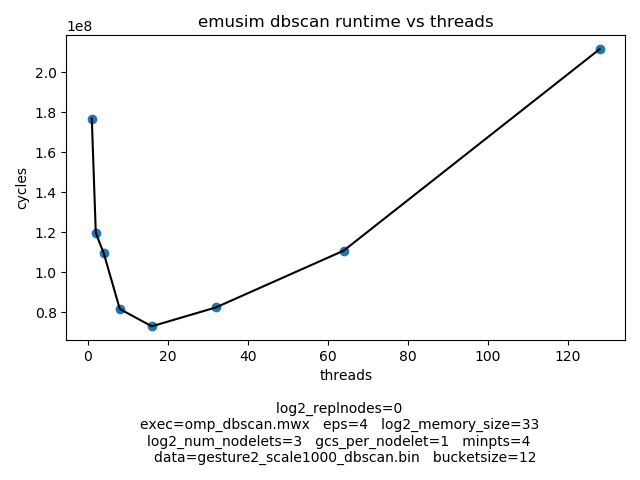 emusim dbscan runtime vs threads
1e8
2.0
1.8
1.6
1.4
1.2
1.0
0.8
cycles
0 20 40 60 80 100 120
threads
log2_replnodes=0
exec=omp_dbscan.mwx eps=4 log2_memory_size=33
log2_num_nodelets=3 gcs_per_nodelet=1 minpts=4
data=gesture2_scale1000_dbscan.bin bucketsize=12